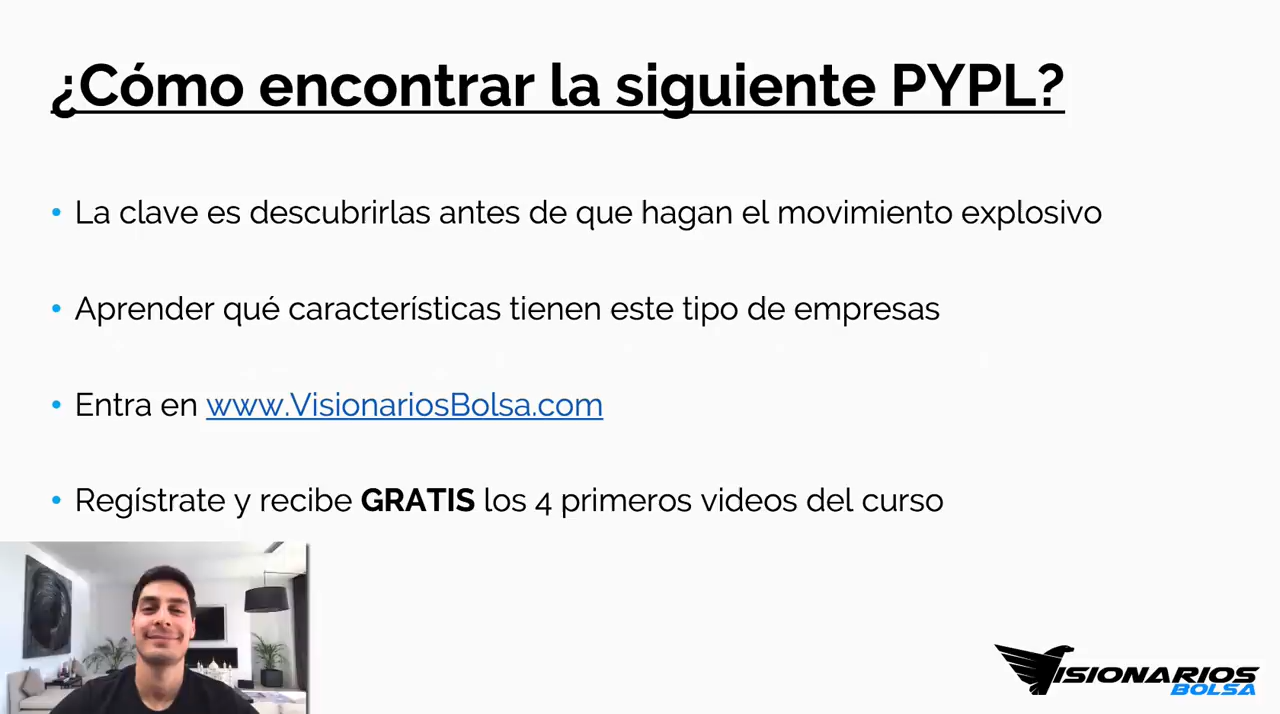 ¿Cómo encontrar la siguiente PYPL?
La clave es descubrirlas antes de que hagan el movimiento explosivo
Aprender qué características tienen este tipo de empresas
Entra en www.VisionariosBolsa.com
Regístrate y recibe GRATIS los 4 primeros videos del curso
VISIONARIOS
BOLSA